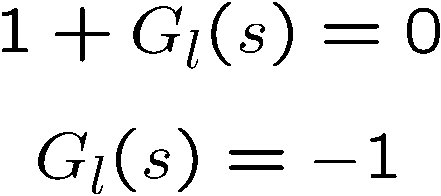 1 + G_l(s) = 0
G_l(s) = −1